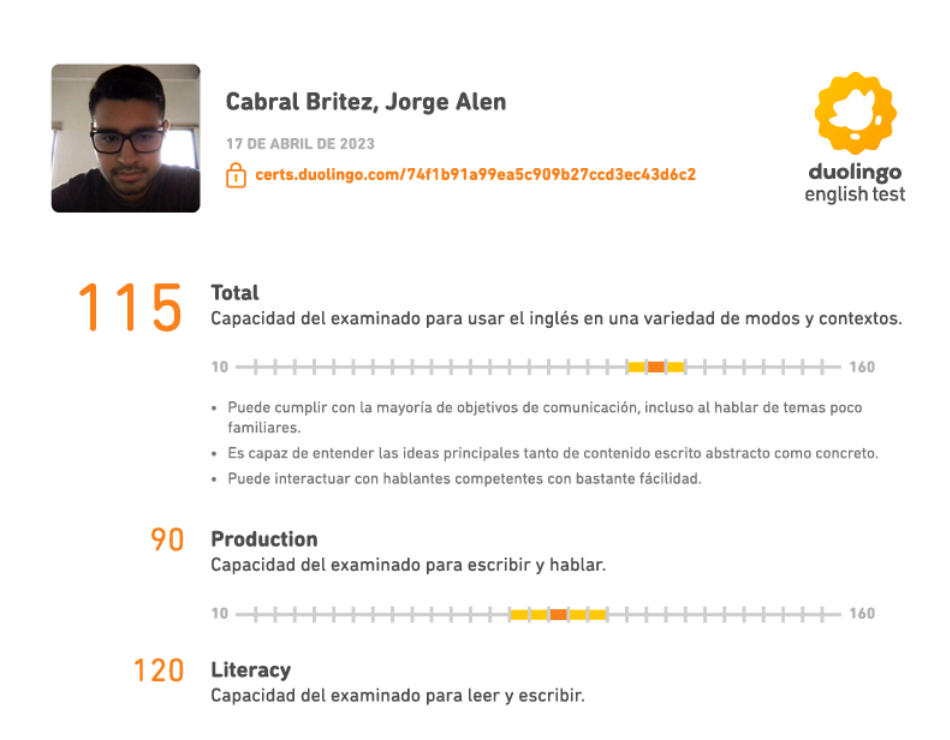 Cabral Britez, Jorge Alen
17 DE ABRIL DE 2023
certs.duolingo.com/74f1b91a99ea5c909b27ccd3ec43d6c2
duolingo
english test
115
Total
Capacidad del examinado para usar el inglés en una variedad de modos y contextos.
10 160
• Puede cumplir con la mayoría de objetivos de comunicación, incluso al hablar de temas poco
familiares.
• Es capaz de entender las ideas principales tanto de contenido escrito abstracto como concreto.
• Puede interactuar con hablantes competentes con bastante fácilidad.
90
Production
Capacidad del examinado para escribir y hablar.
10 160
120
Literacy
Capacidad del examinado para leer y escribir.